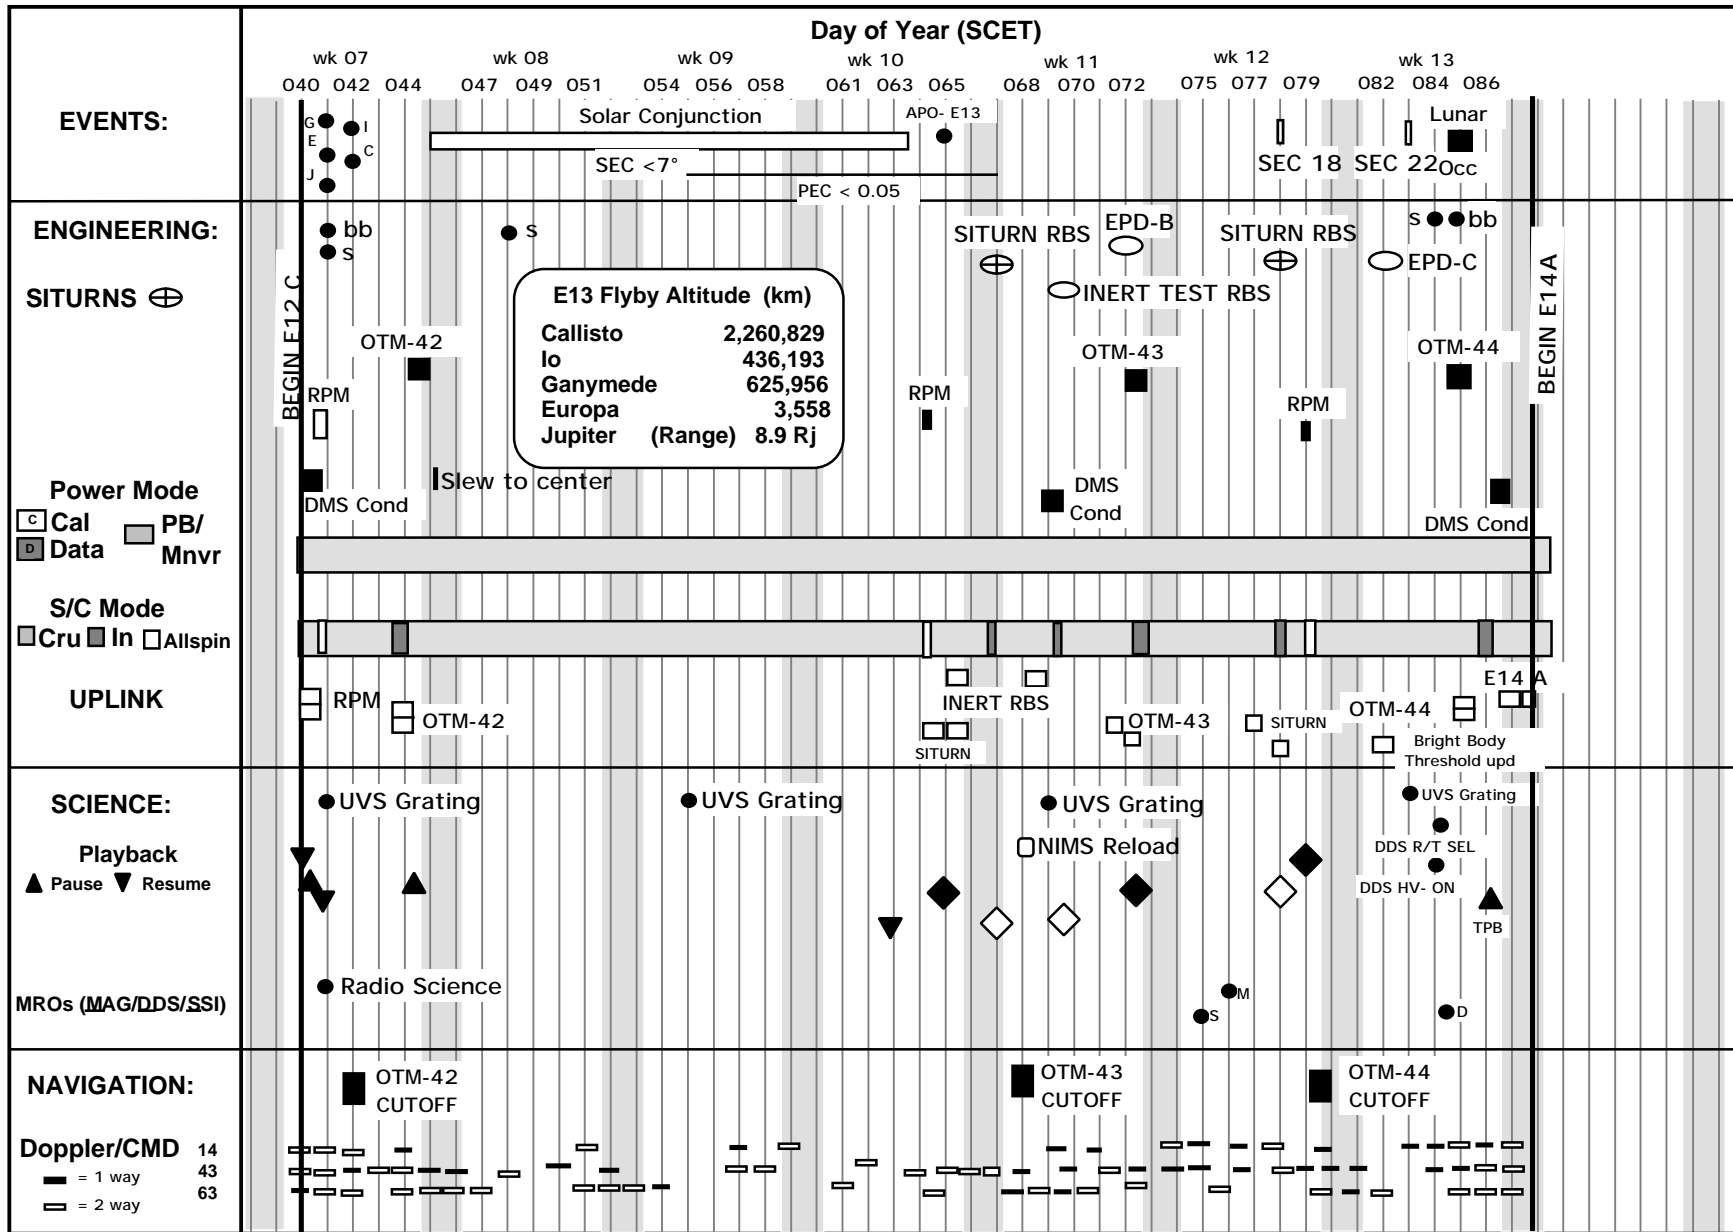 Day of Year (SCET)
wk 07 wk 08 wk 09 wk 10 wk 11 wk 12 wk 13
040 042 044 047 049 051 054 056 058 061 063 065 068 070 072 075 077 079 082 084 086
EVENTS:
G I
E C
J
Solar Conjunction
SEC <7°
PEC < 0.05
APO- E13
SEC 18 SEC 22
Lunar
Occ
ENGINEERING:
bb
s
s
SITURN RBS
EPD-B
SITURN RBS
s bb
EPD-C
INERT TEST RBS
SITURNS
BEGIN E12 C
BEGIN E14A
E13 Flyby Altitude (km)
Callisto 2,260,829
Io 436,193
Ganymede 625,956
Europa 3,558
Jupiter (Range) 8.9 Rj
OTM-42
OTM-43
OTM-44
RPM
RPM
RPM
Slew to center
DMS Cond
DMS
Cond
DMS Cond
Power Mode
C Cal PB/
D Data Mnvr
S/C Mode
Cru In Allspin
UPLINK
RPM
OTM-42
INERT RBS
SITURN
OTM-43
SITURN
OTM-44
E14 A
Bright Body
Threshold upd
SCIENCE:
UVS Grating
UVS Grating
UVS Grating
UVS Grating
NIMS Reload
DDS R/T SEL
DDS HV- ON
TPB
Playback
Pause Resume
Radio Science
M
S
D
MROs (MAG/DDS/SSI)
NAVIGATION:
OTM-42
CUTOFF
OTM-43
CUTOFF
OTM-44
CUTOFF
Doppler/CMD 14
= 1 way 43
= 2 way 63